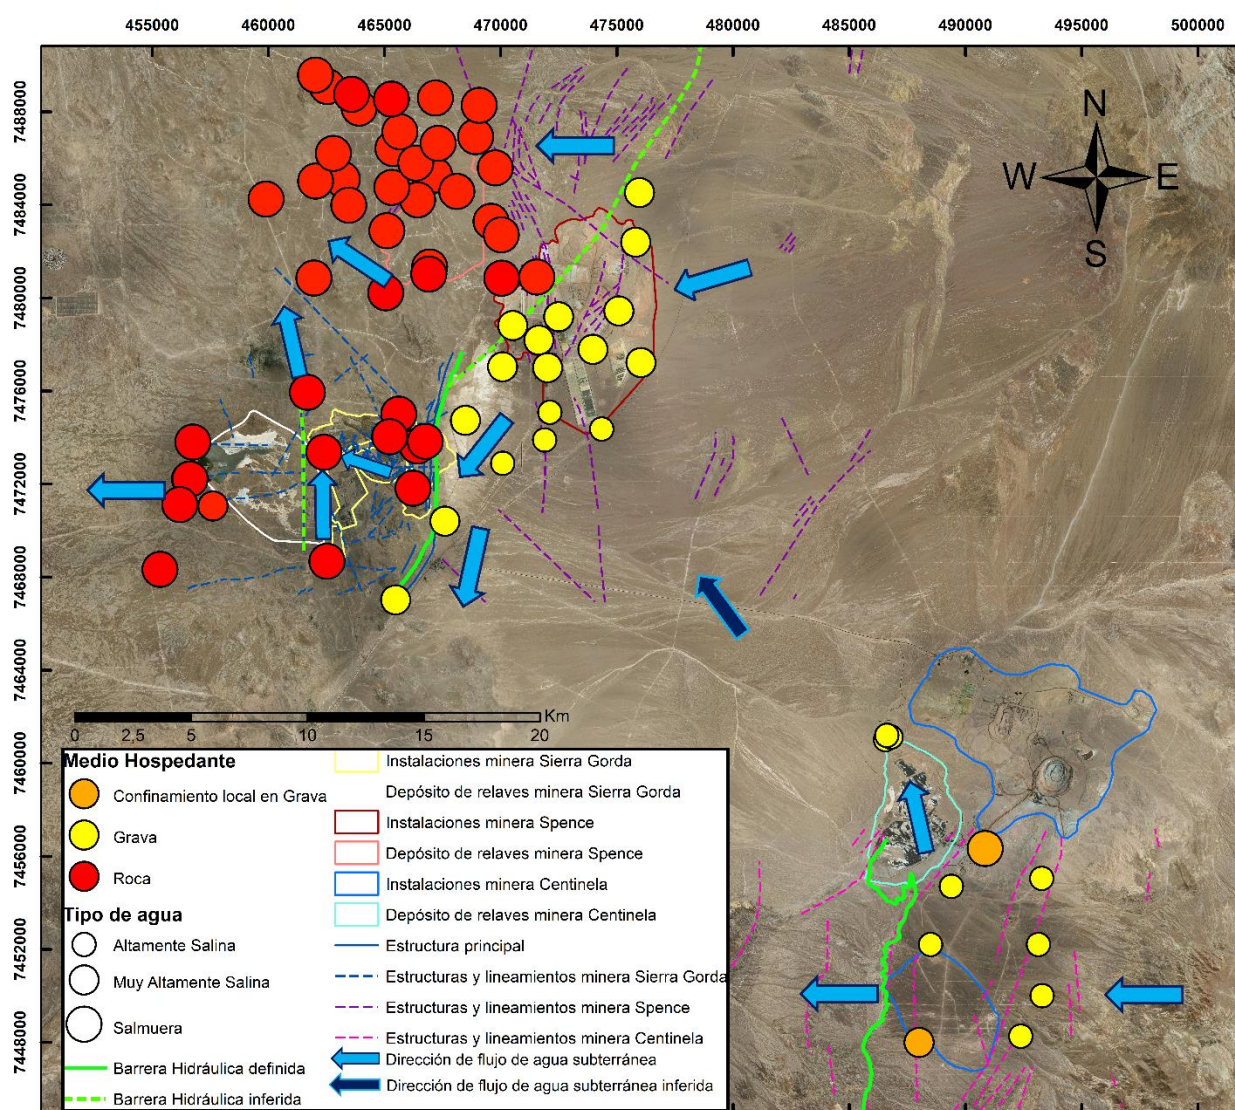 455000 460000 465000 470000 475000 480000 485000 490000 495000 500000
7488000
7484000
7480000
7476000
7472000
7468000
7464000
7460000
7456000
7452000
7448000
N
W E
S
Km
0 2,5 5 10 15 20
Medio Hospedante
Confinamiento local en Grava
Grava
Roca
Tipo de agua
Altamente Salina
Muy Altamente Salina
Salmuera
Barrera Hidráulica definida
Barrera Hidráulica inferida
Instalaciones minera Sierra Gorda
Depósito de relaves minera Sierra Gorda
Instalaciones minera Spence
Depósito de relaves minera Spence
Instalaciones minera Centinela
Depósito de relaves minera Centinela
Estructura principal
Estructuras y lineamientos minera Sierra Gorda
Estructuras y lineamientos minera Spence
Estructuras y lineamientos minera Centinela
Dirección de flujo de agua subterránea
Dirección de flujo de agua subterránea inferida